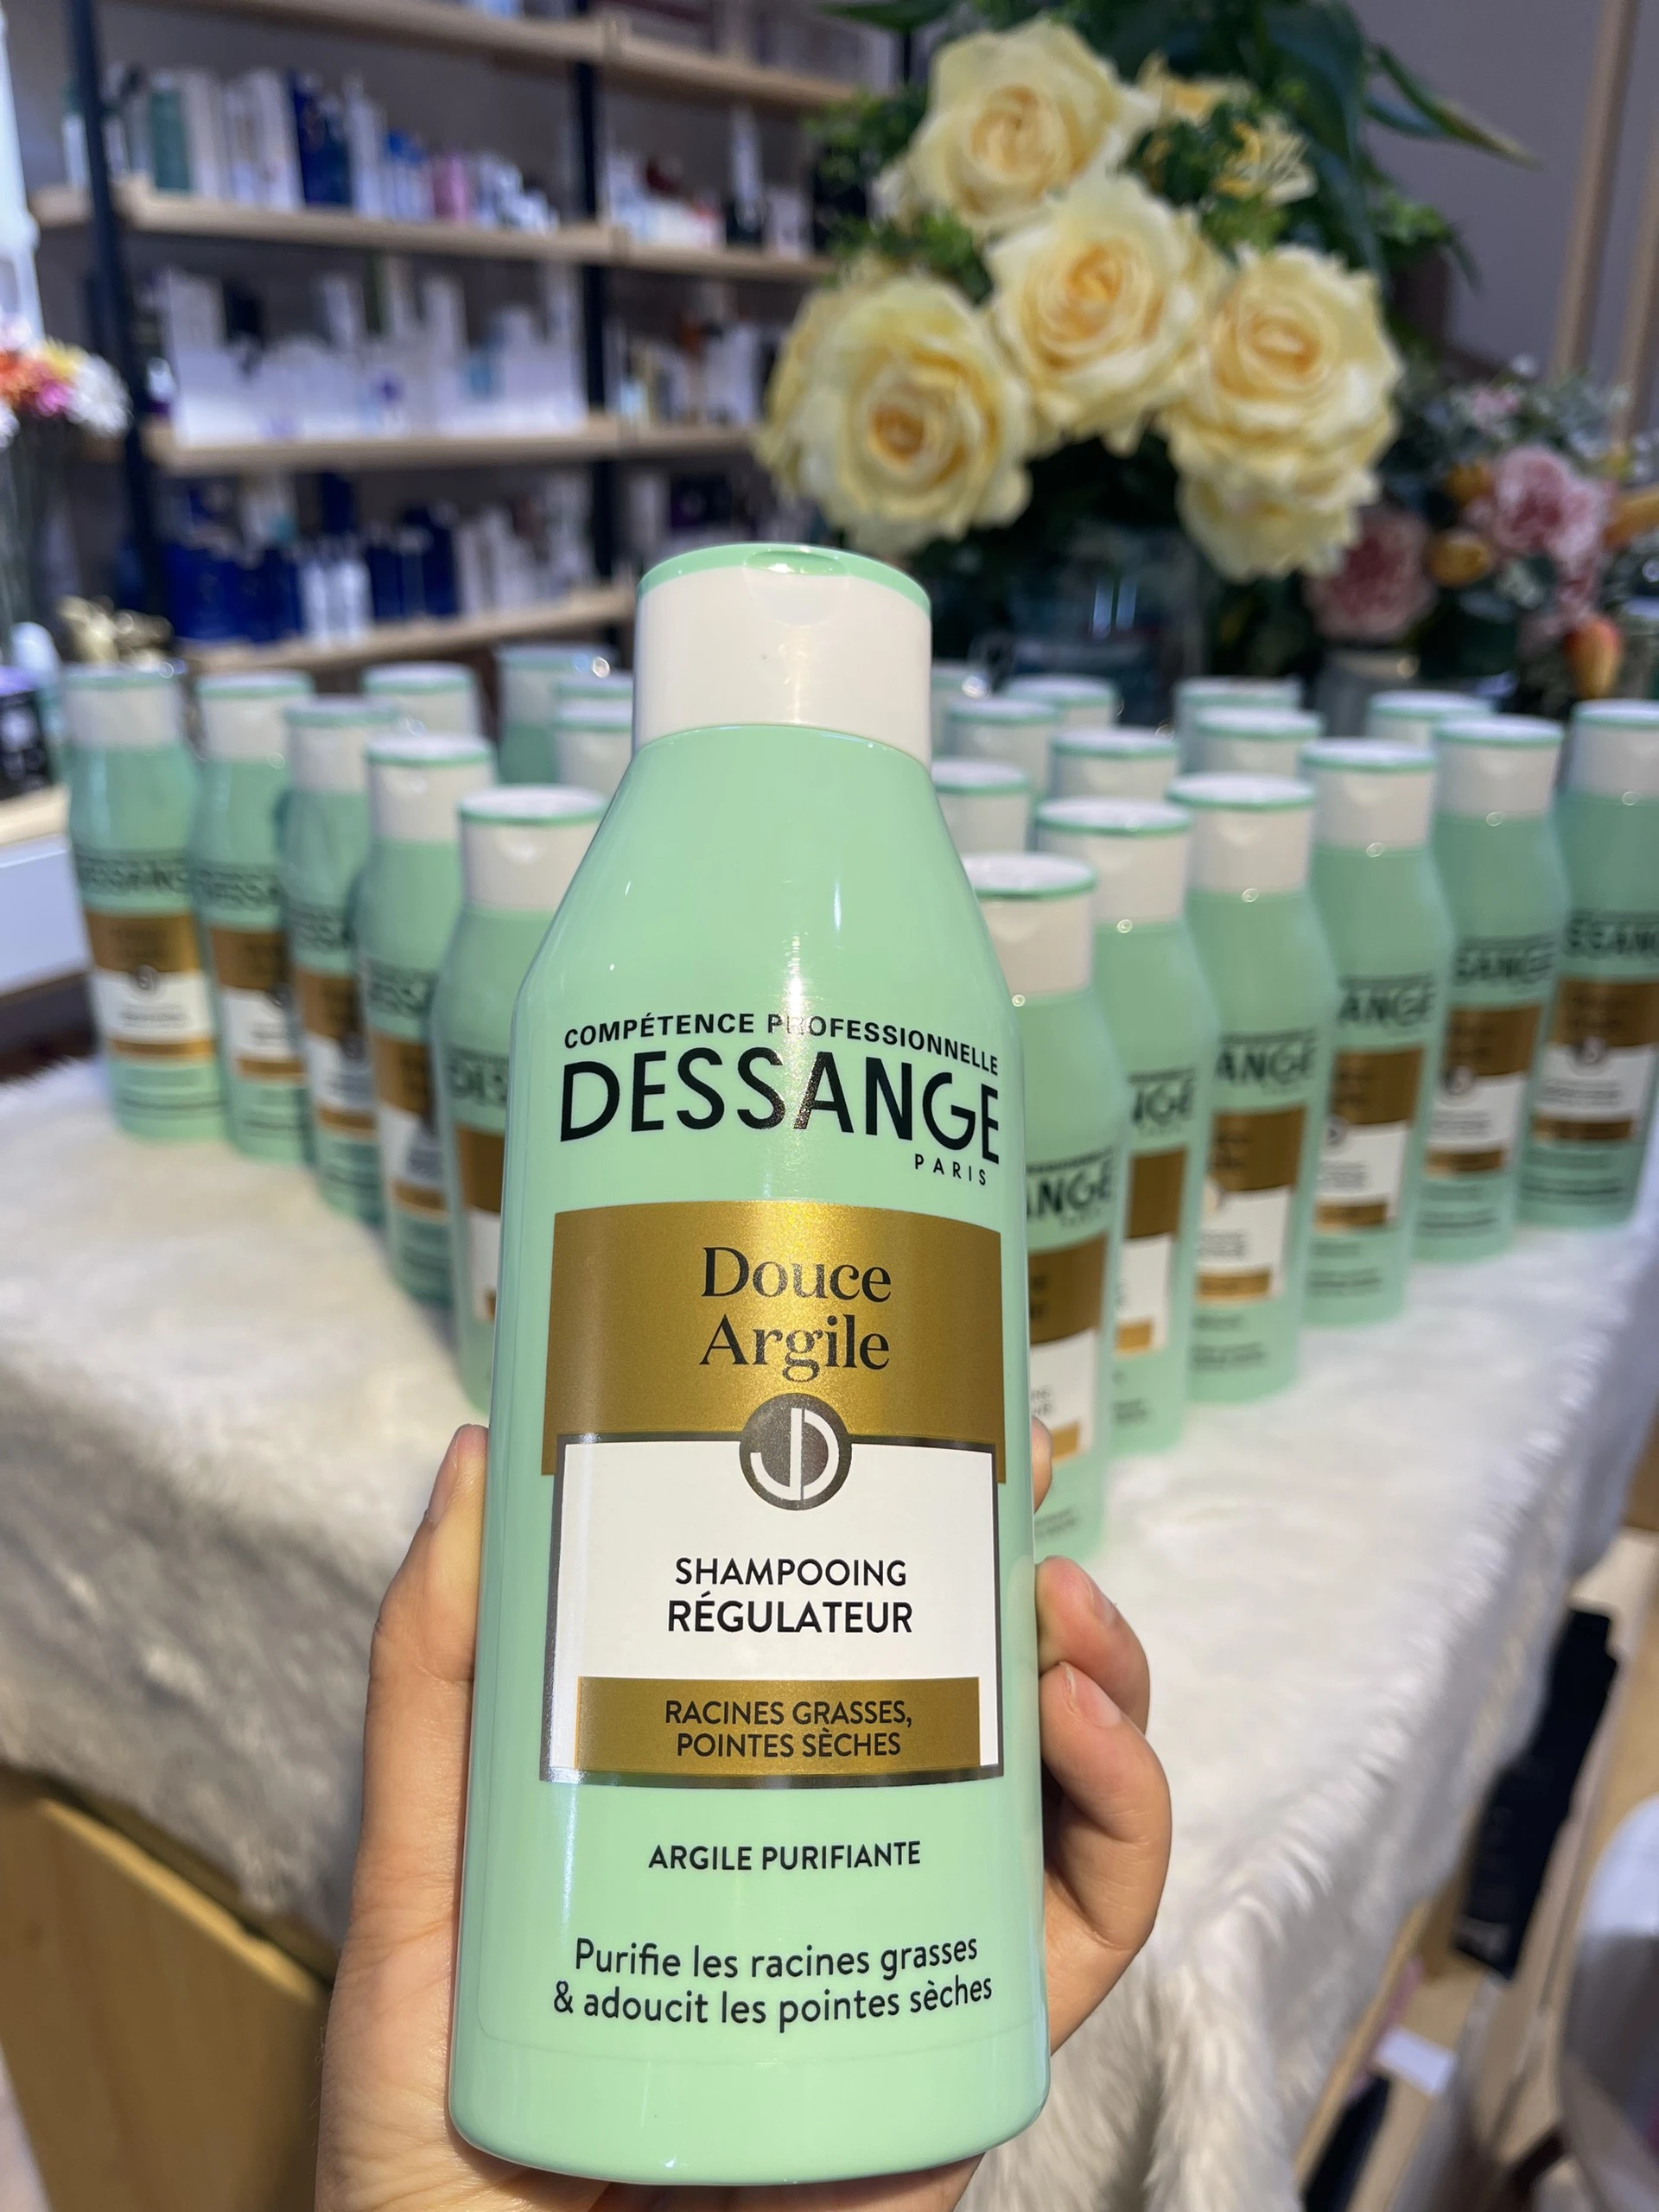 COMPÉTENCE PROFESSIONNELLE
DESSANGE
PARIS
Douce
Argile
SHAMPOOING
RÉGULATEUR
RACINES GRASSES,
POINTES SÈCHES
ARGILE PURIFIANTE
Purifie les racines grasses
& adoucit les pointes sèches